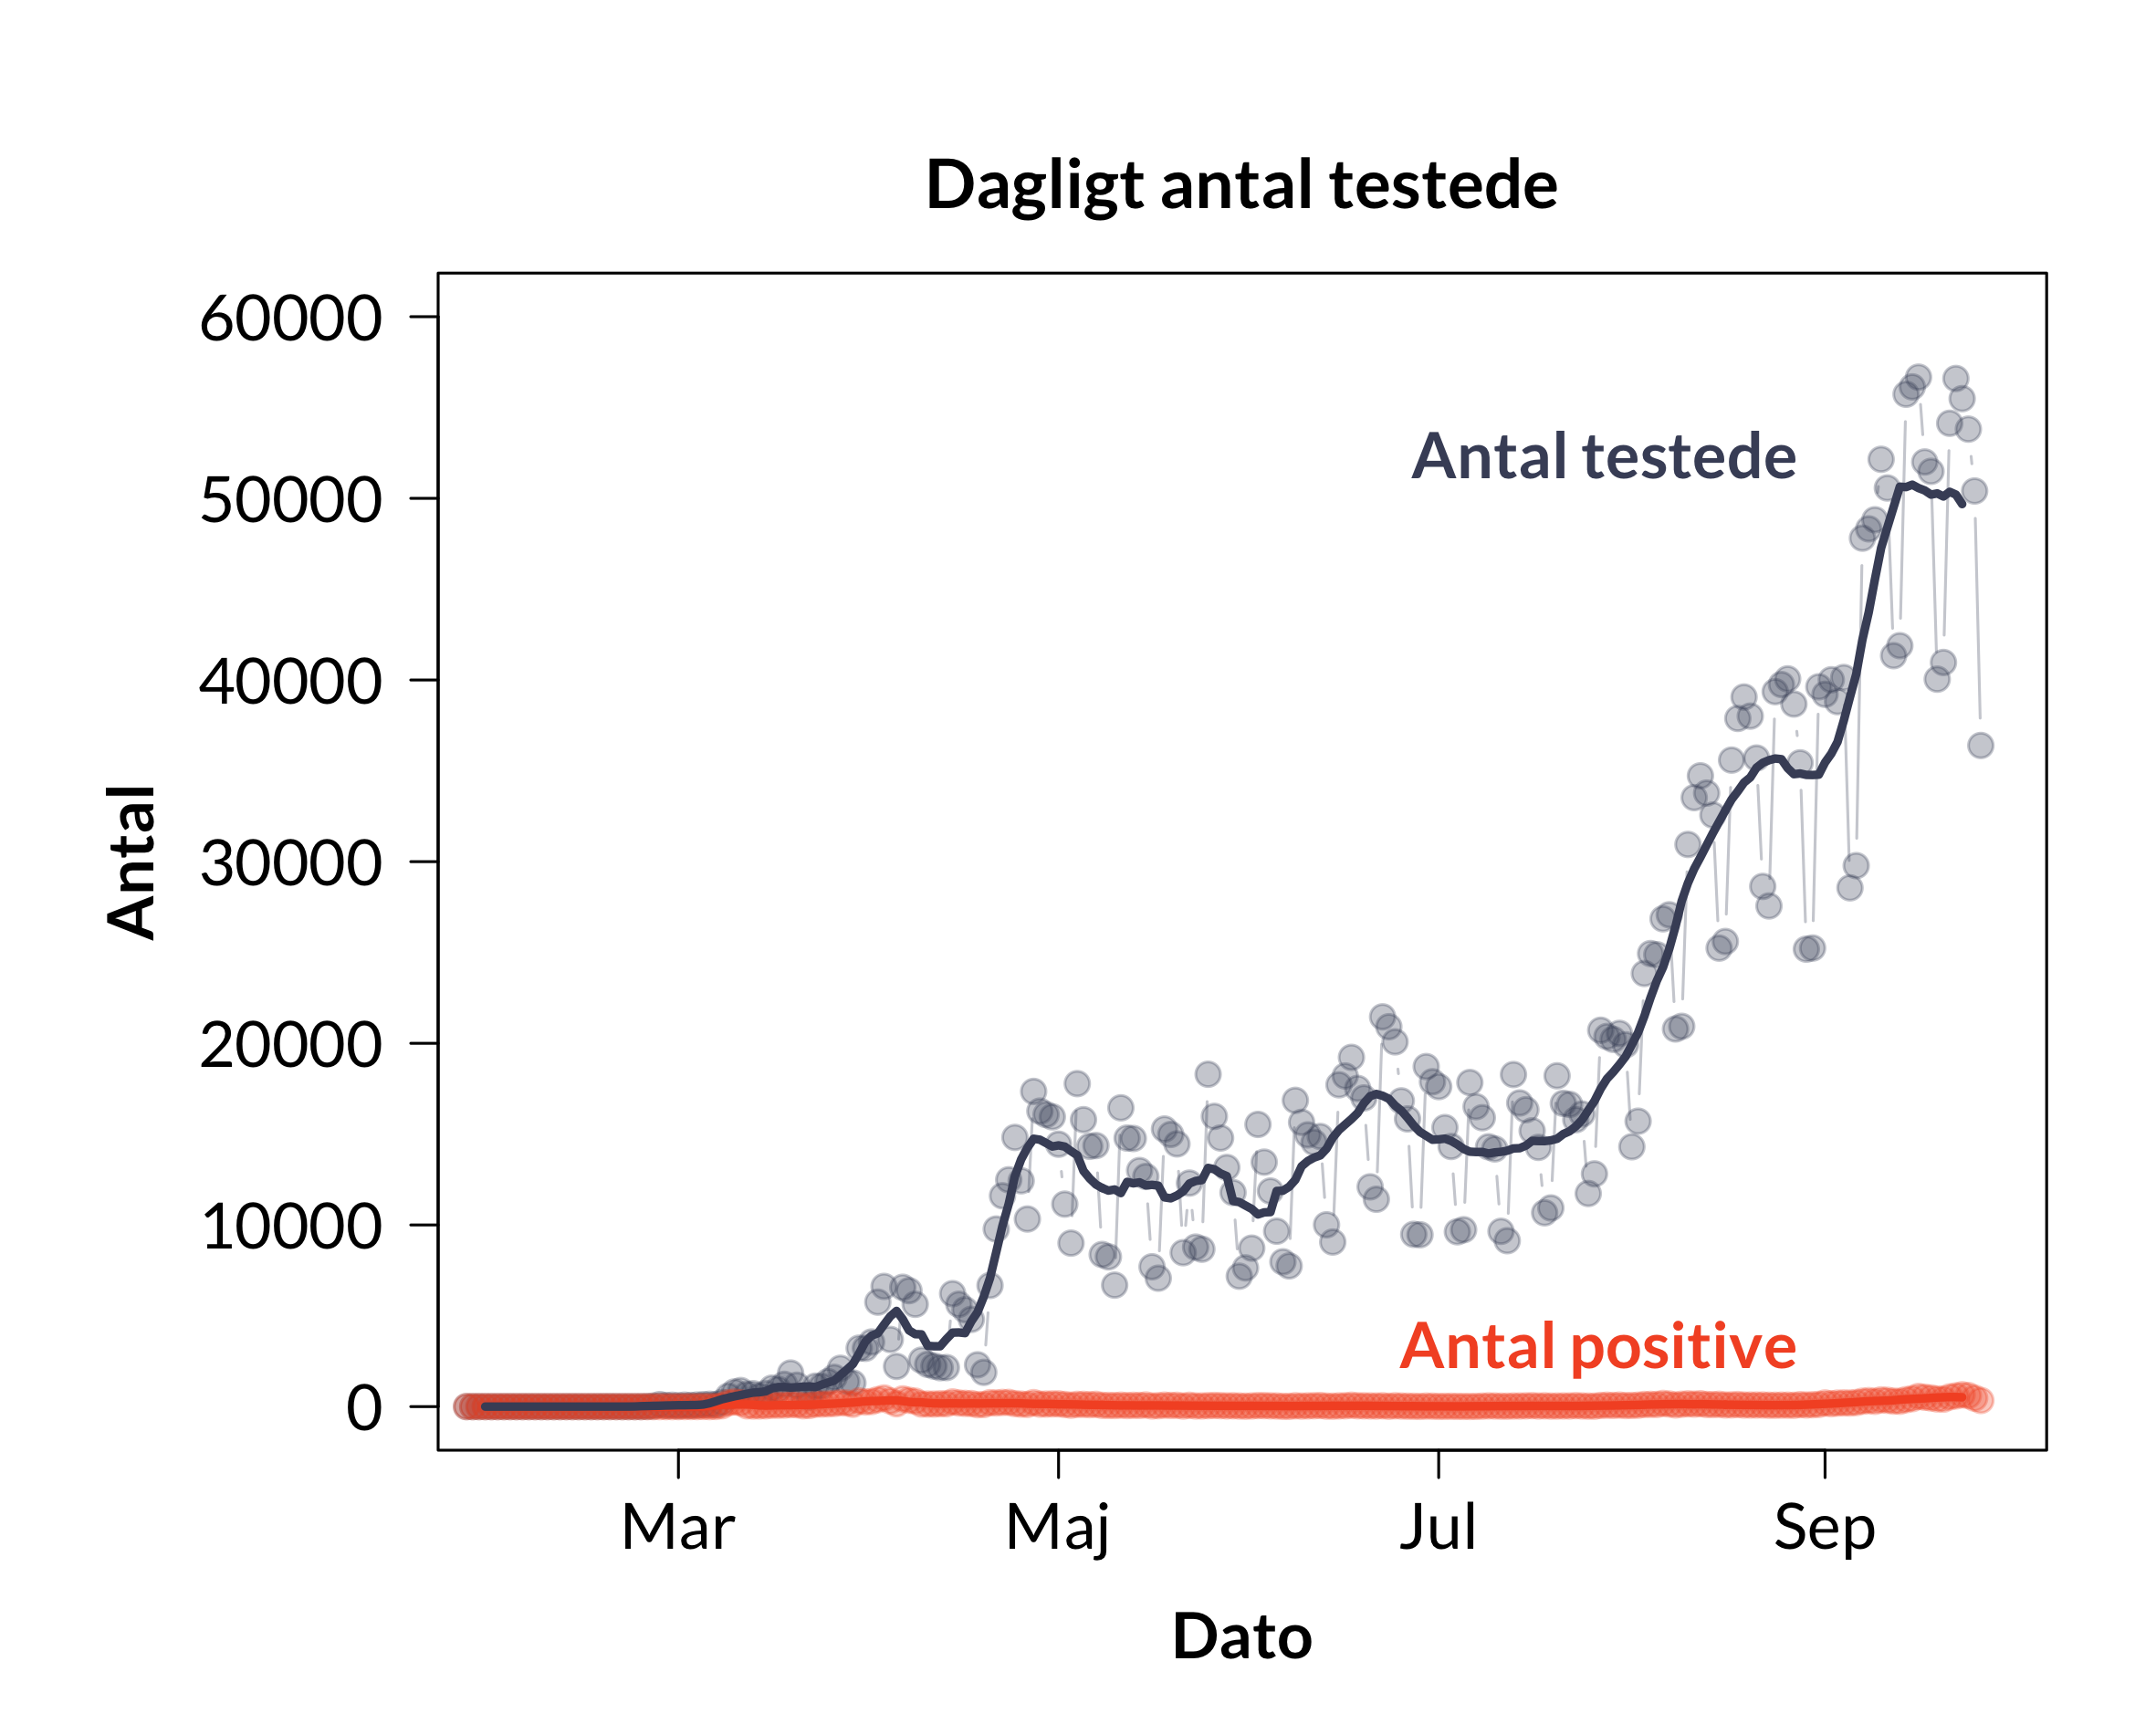 Dagligt antal testede
60000
50000
40000
30000
20000
10000
0
Antal
Antal testede
Antal positive
Mar
Maj
Jul
Sep
Dato